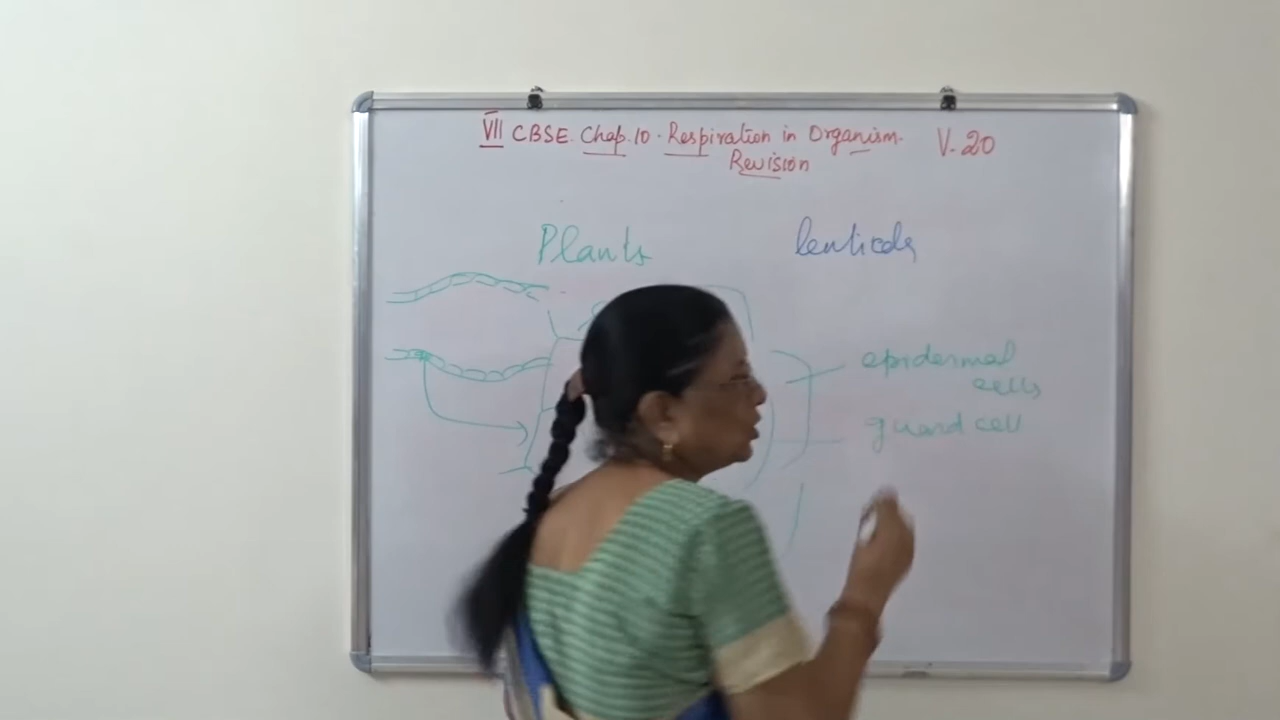 VII CBSE. Chap. 10. Respiration in Organism. V-20
Revision
Plants
lenticels
epidermal
cells
guard cell